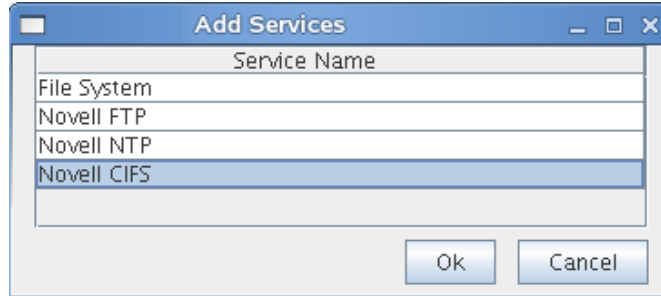 Add Services
Service Name
File System
Novell FTP
Novell NTP
Novell CIFS
Ok Cancel